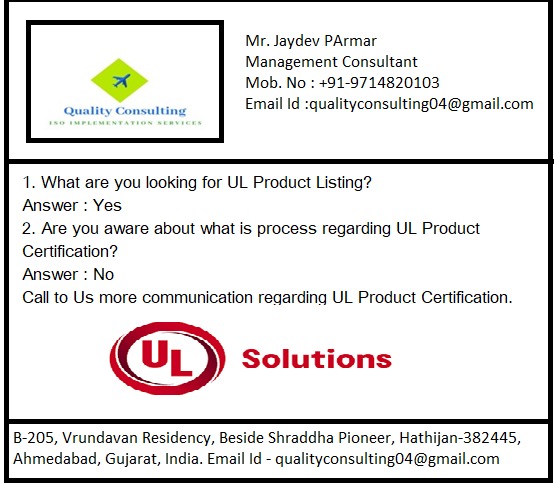 Quality Consulting
ISO IMPLEMENTATION SERVICES
Mr. Jaydev PArmar
Management Consultant
Mob. No : +91-9714820103
Email Id :qualityconsulting04@gmail.com
1. What are you looking for UL Product Listing?
Answer : Yes
2. Are you aware about what is process regarding UL Product
Certification?
Answer : No
Call to Us more communication regarding UL Product Certification.
UL Solutions
B-205, Vrundavan Residency, Beside Shraddha Pioneer, Hathijan-382445,
Ahmedabad, Gujarat, India. Email Id - qualityconsulting04@gmail.com